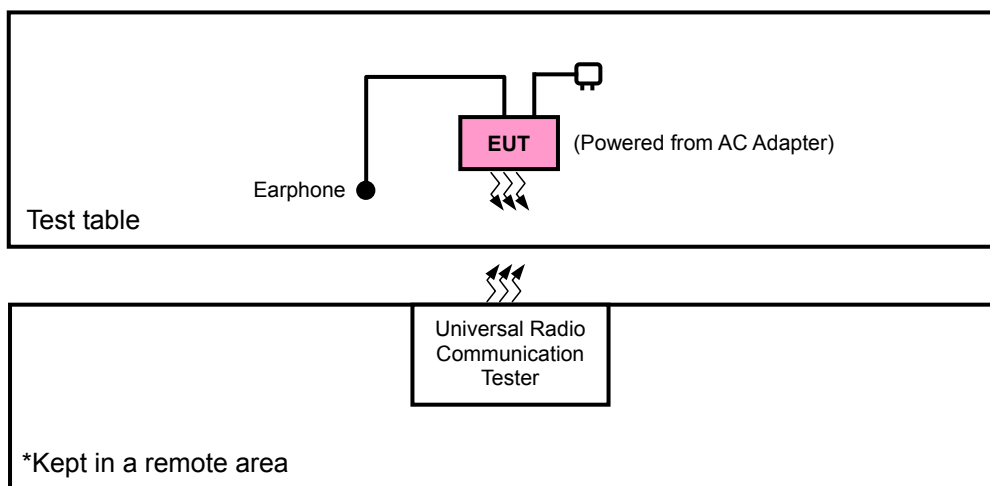 EUT
(Powered from AC Adapter)
Earphone
Test table
Universal Radio
Communication
Tester
*Kept in a remote area